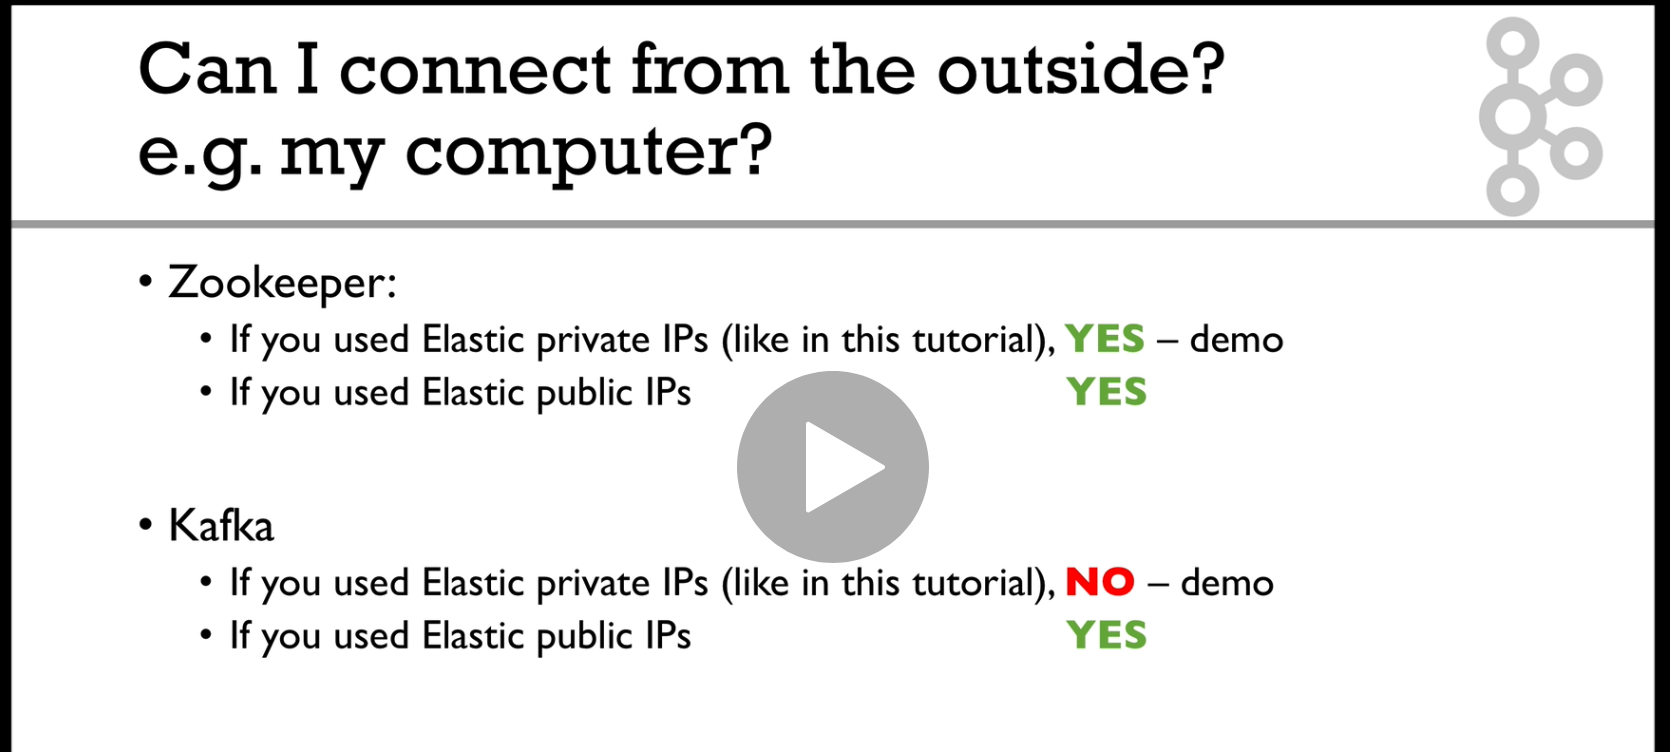 Can I connect from the outside?
e.g. my computer?
• Zookeeper:
• If you used Elastic private IPs (like in this tutorial), YES – demo
• If you used Elastic public IPs YES
• Kafka
• If you used Elastic private IPs (like in this tutorial), NO – demo
• If you used Elastic public IPs YES